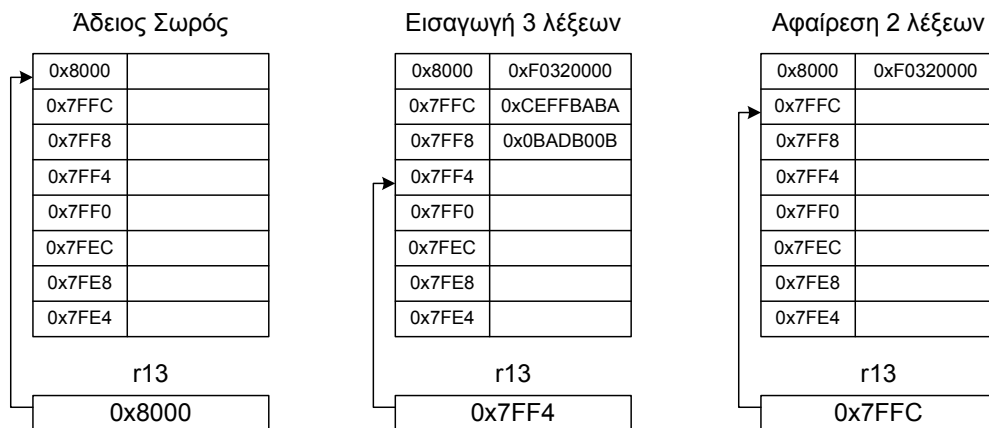 Άδειος Σωρός
0x8000
0x7FFC
0x7FF8
0x7FF4
0x7FF0
0x7FEC
0x7FE8
0x7FE4
r13
0x8000
Εισαγωγή 3 λέξεων
0x8000 0xF0320000
0x7FFC 0xCEFFBABA
0x7FF8 0x0BADB00B
0x7FF4
0x7FF0
0x7FEC
0x7FE8
0x7FE4
r13
0x7FF4
Αφαίρεση 2 λέξεων
0x8000 0xF0320000
0x7FFC
0x7FF8
0x7FF4
0x7FF0
0x7FEC
0x7FE8
0x7FE4
r13
0x7FFC